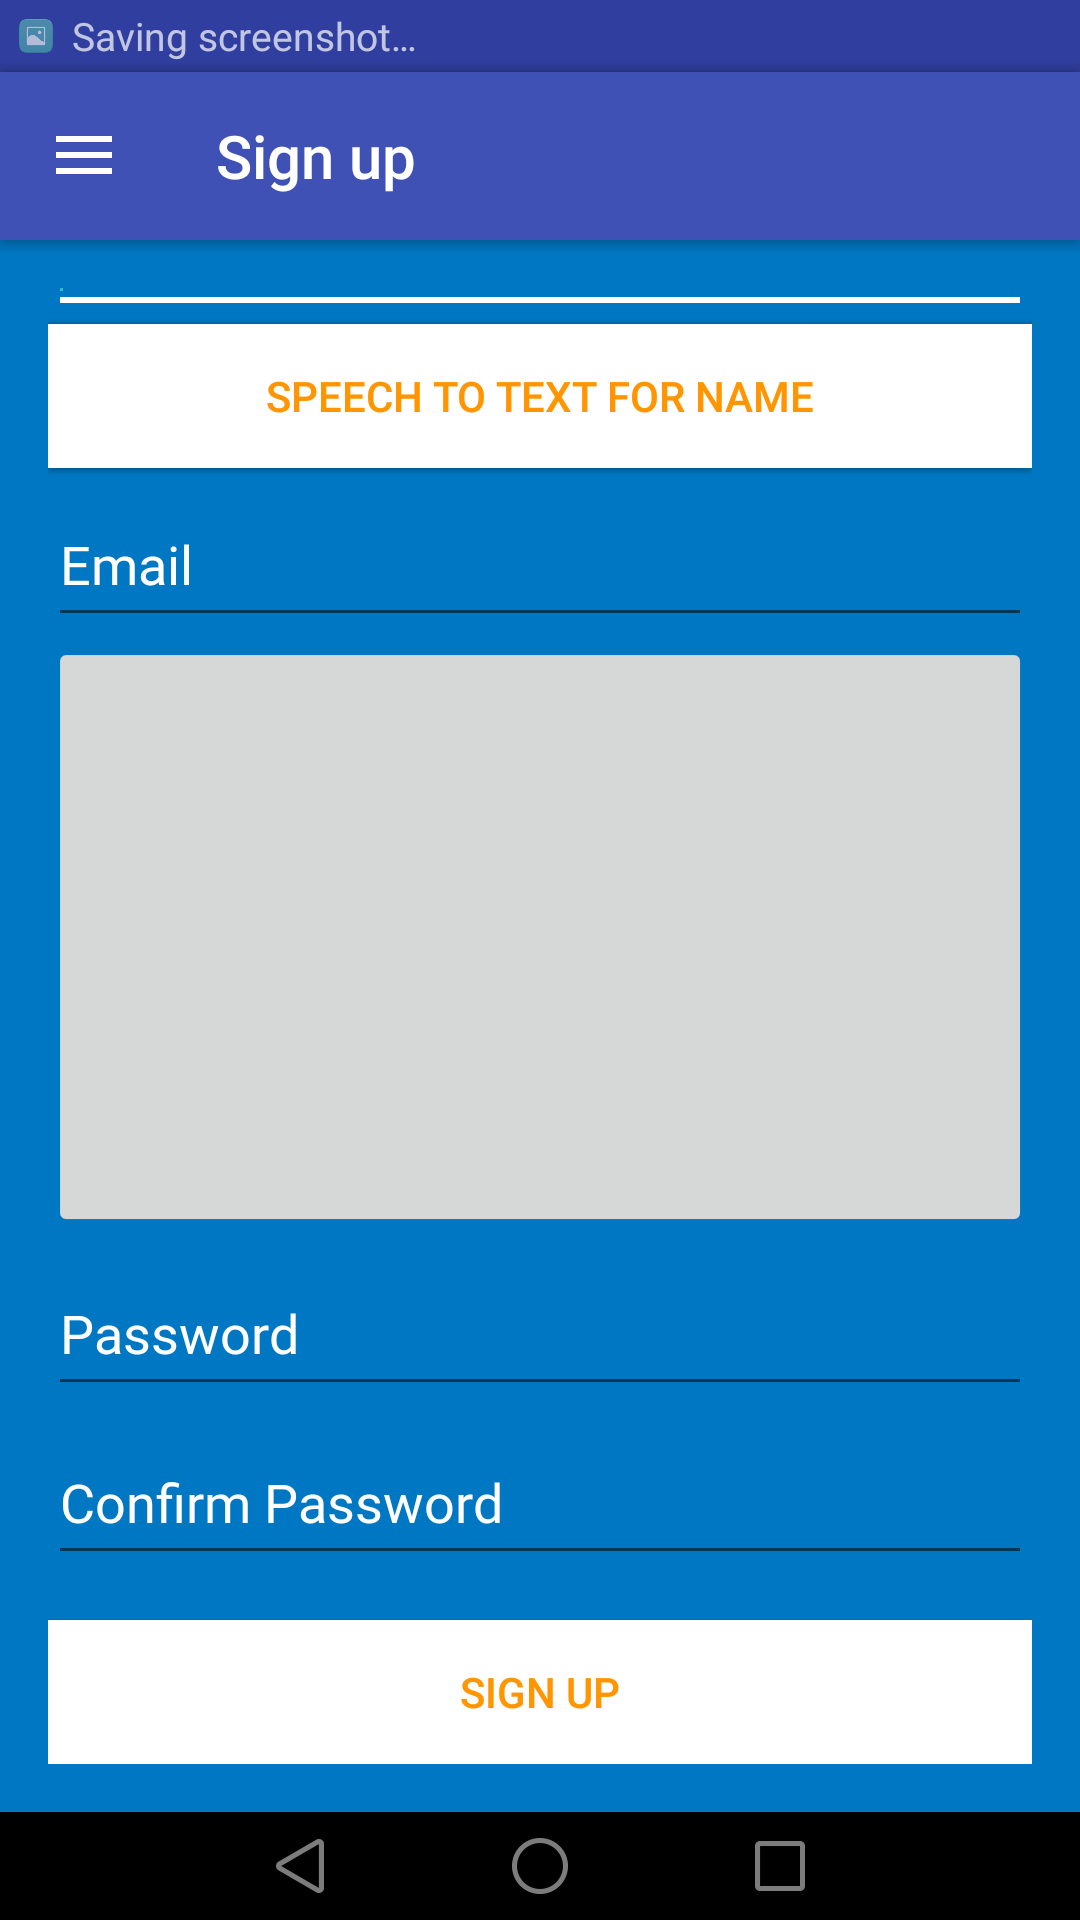 Saving screenshot...
Sign up
SPEECH TO TEXT FOR NAME
Email
Password
Confirm Password
SIGN UP